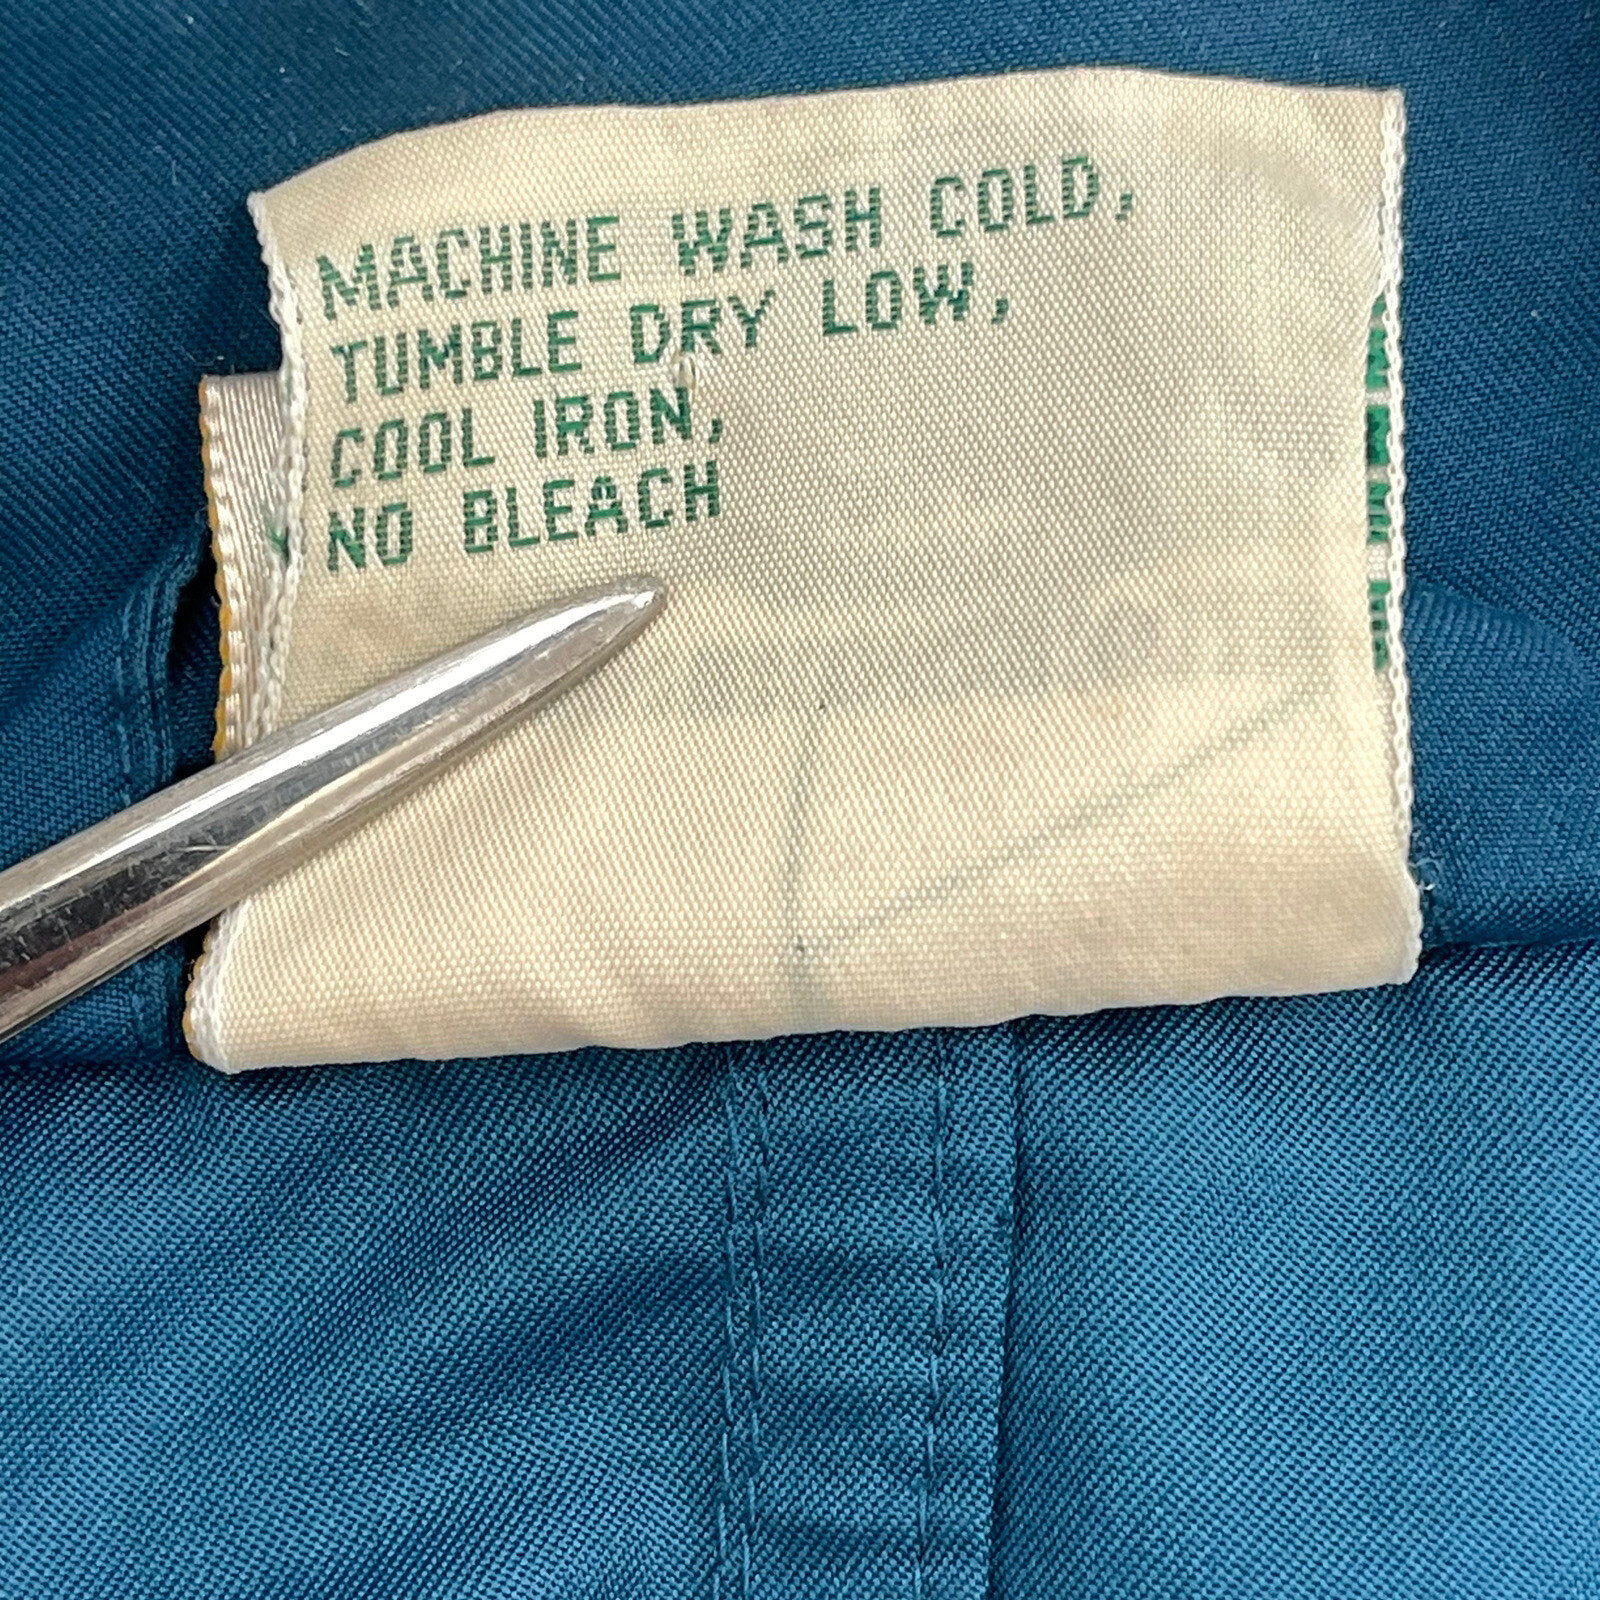 MACHINE WASH COLD,
TUMBLE DRY LOW,
COOL IRON,
NO BLEACH